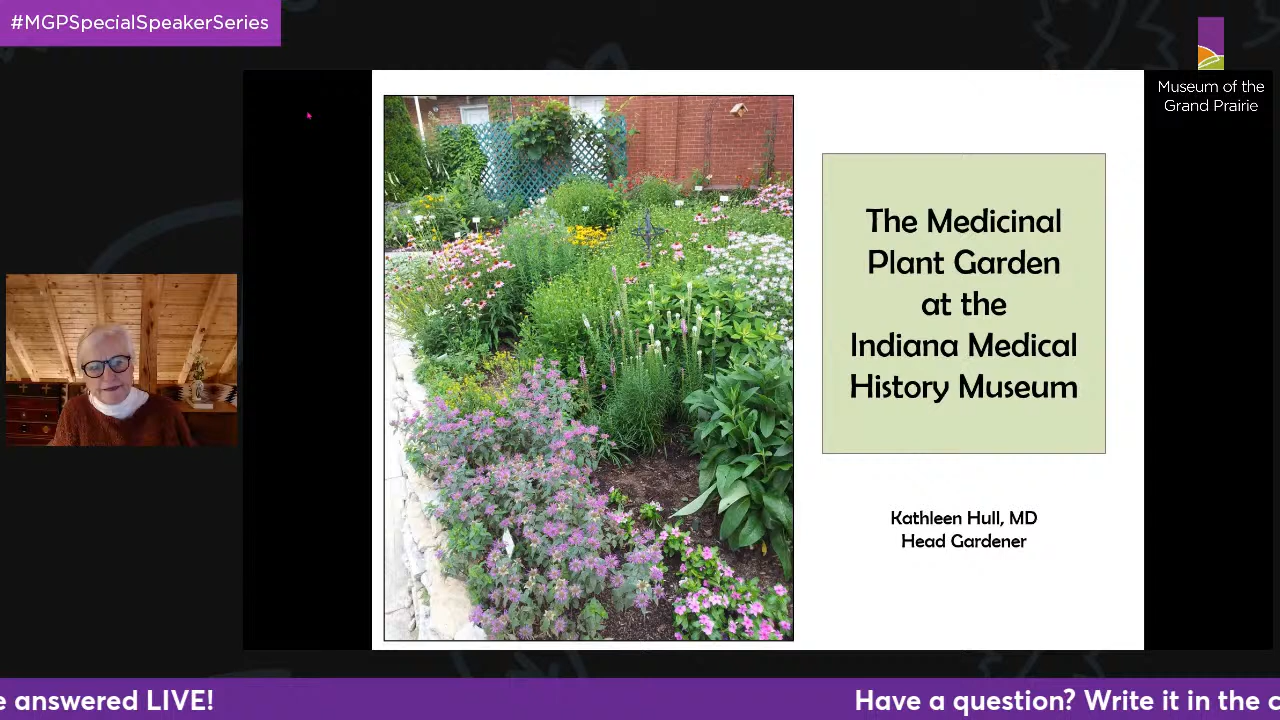 #MGPSpecialSpeakerSeries
Museum of the
Grand Prairie
The Medicinal
Plant Garden
at the
Indiana Medical
History Museum
Kathleen Hull, MD
Head Gardener
answered LIVE!
Have a question? Write it in the